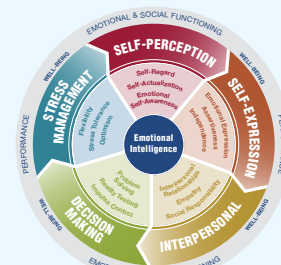 EMOTIONAL & SOCIAL FUNCTIONING
WELL-BEING
WELL-BEING
SELF-PERCEPTION
Self-Regard
Self-Actualization
Emotional
Self-Awareness
SELF-EXPRESSION
Emotional Expression
Assertiveness
Independence
WELL-BEING
INTERPERSONAL
Interpersonal
Relationships
Empathy
Social Responsibility
WELL-BEING
DECISION
MAKING
Problem
Solving
Reality Testing
Impulse Control
WELL-BEING
STRESS
MANAGEMENT
Flexibility
Stress Tolerance
Optimism
PERFORMANCE
Emotional
Intelligence